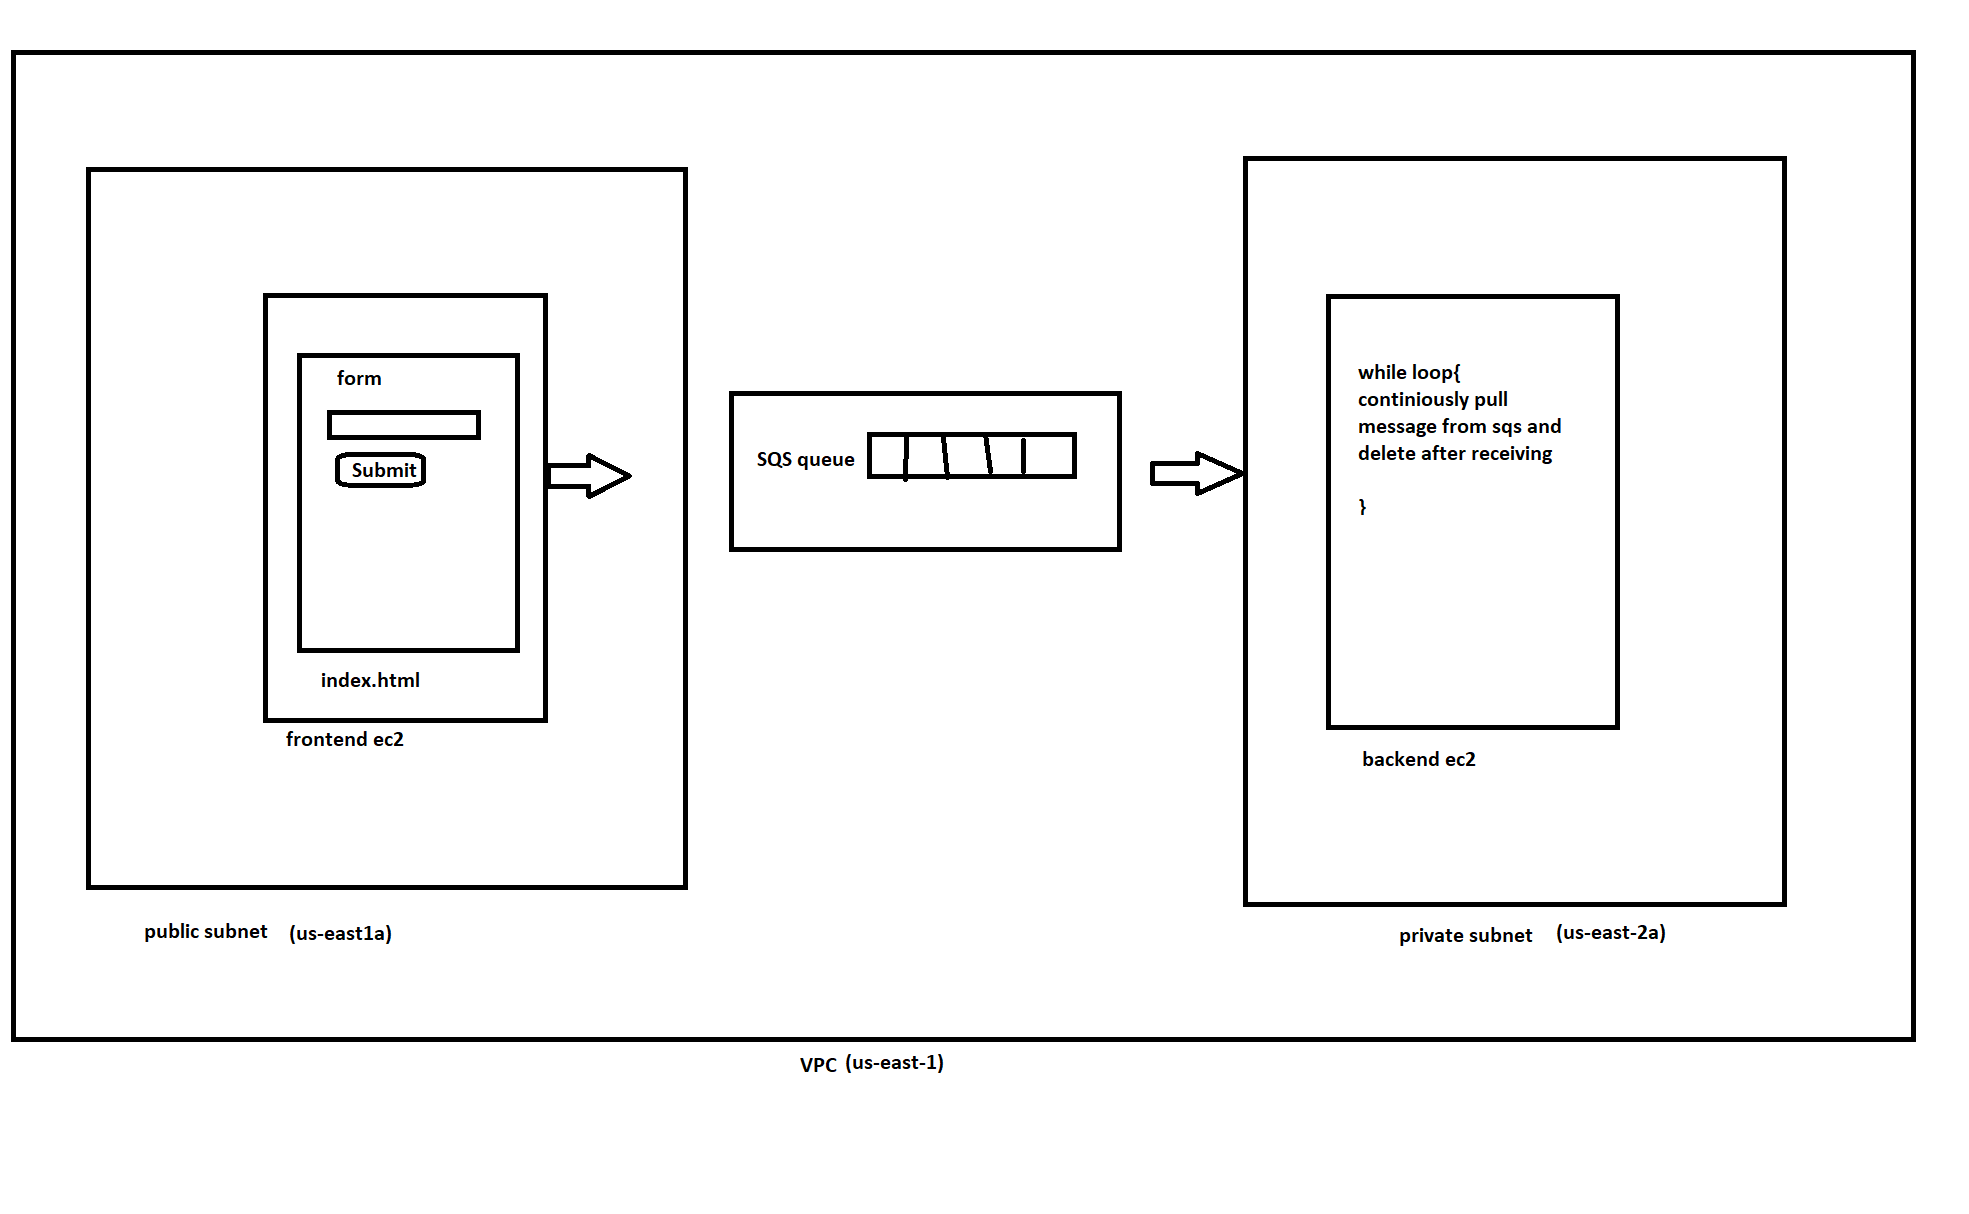 form
Submit
index.html
frontend ec2
public subnet (us-east1a)
SQS queue
while loop{
continiously pull
message from sqs and
delete after receiving
}
backend ec2
private subnet (us-east-2a)
VPC (us-east-1)